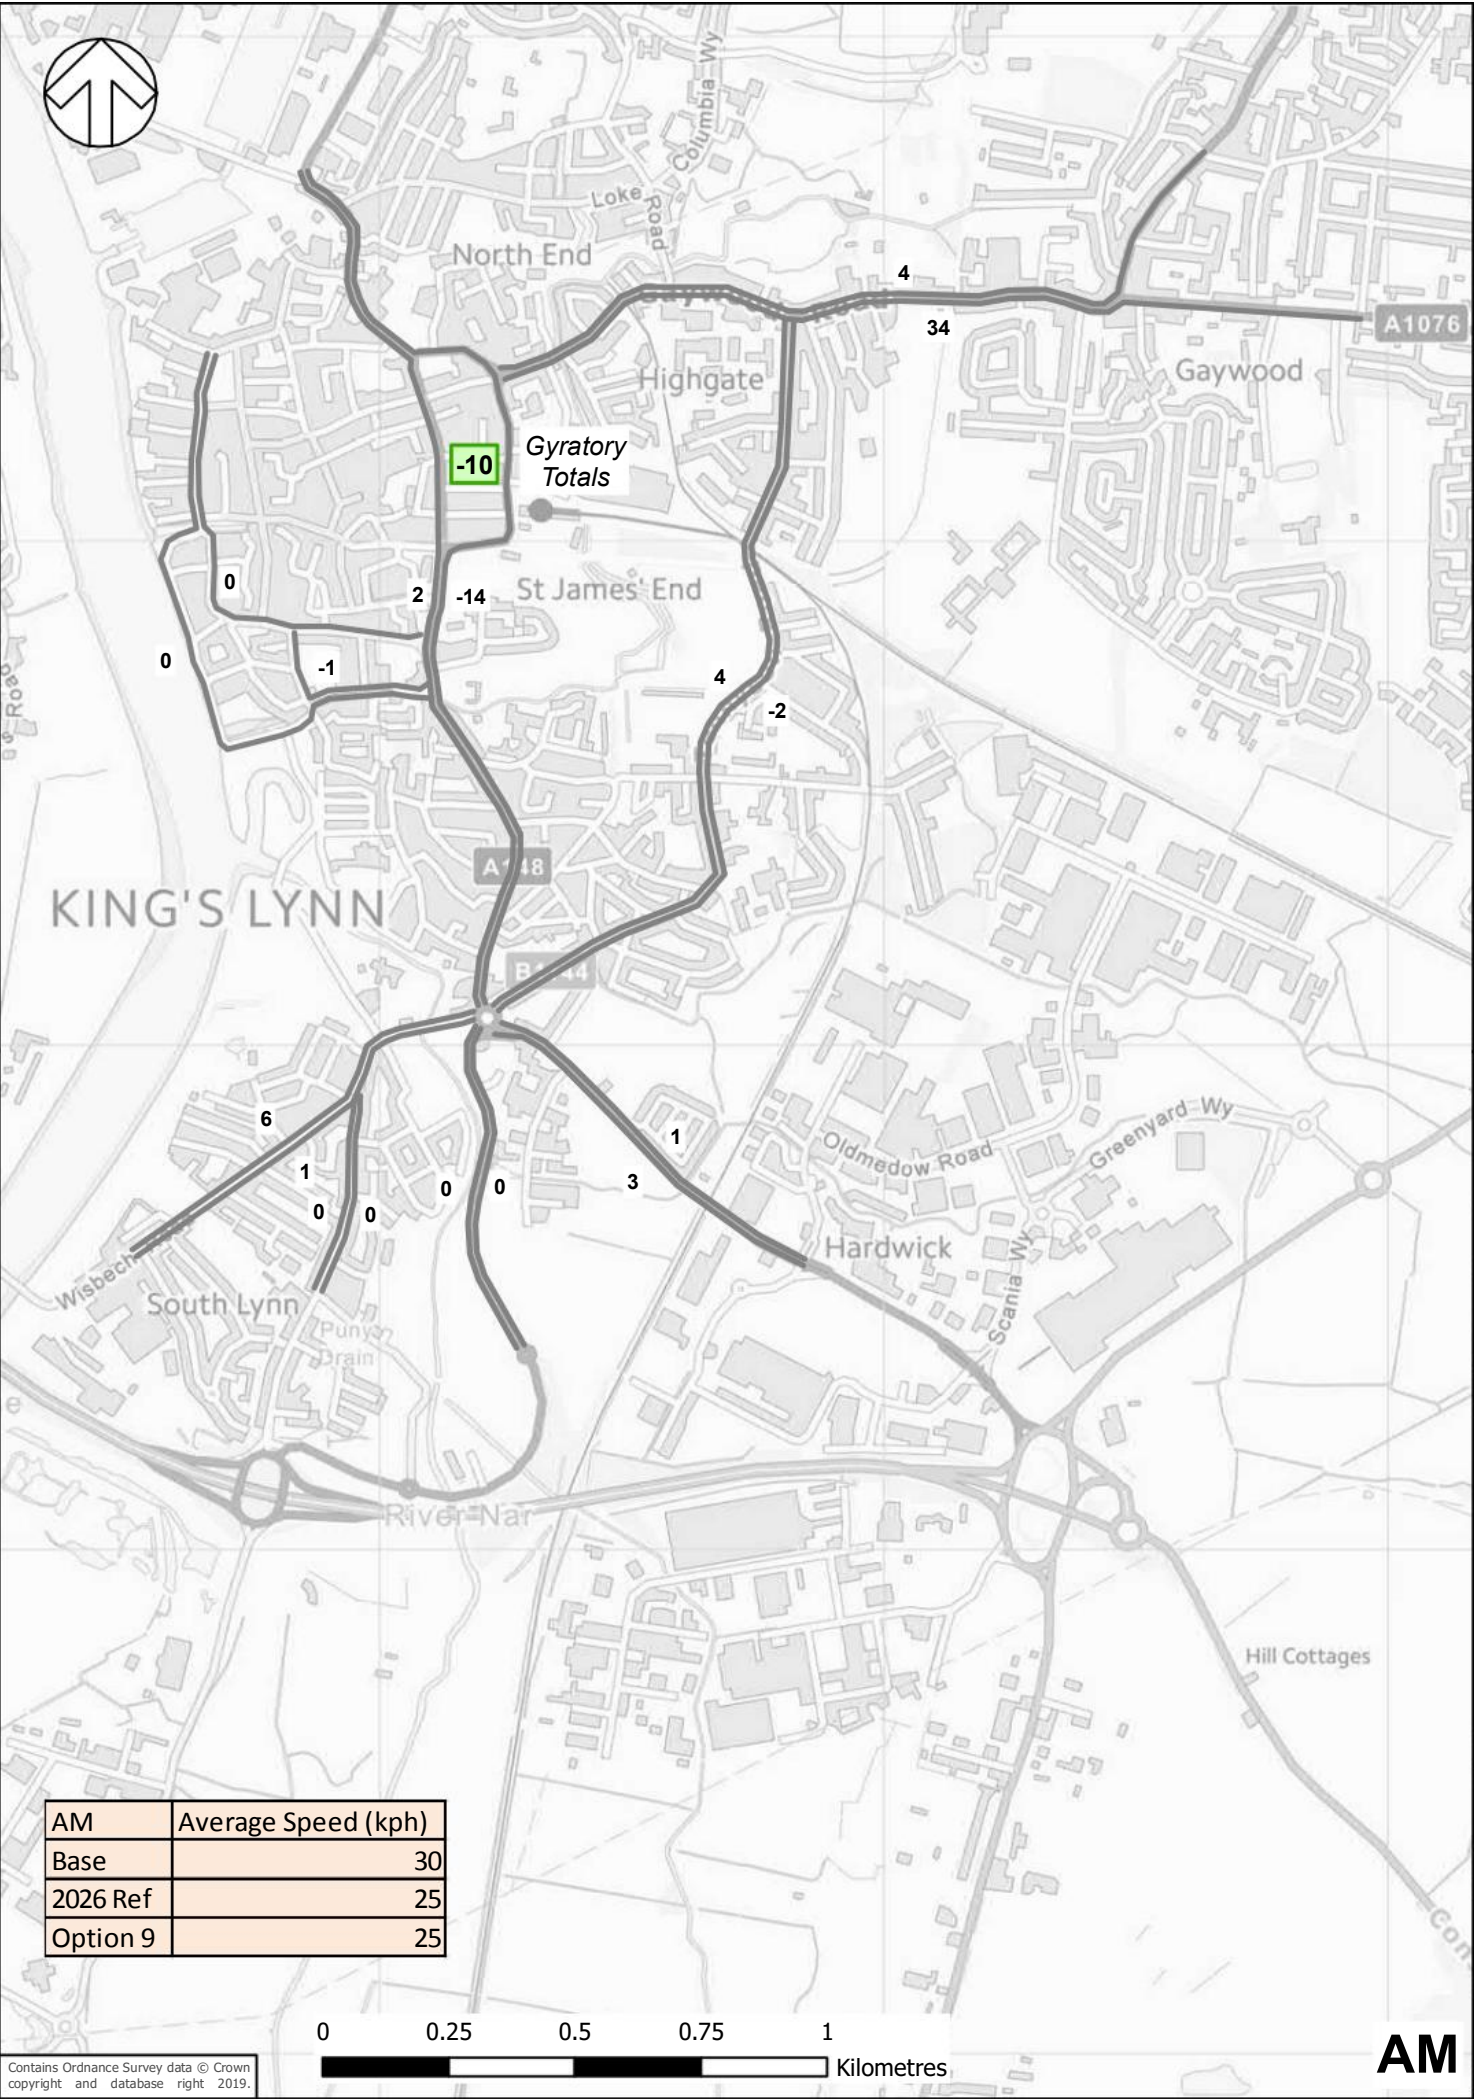 Columbia Wy
Loke Road
North End
4
34
A1076
Gaywood
Highgate
Gyratory
Totals
-10
0
2
-14
St James' End
0
-1
4
-2
s Road
A148
KING'S LYNN
6
1
0
0
0
0
1
3
Oldmedow Road
Greenyard Wy
Hardwick
Scania Wy
Wisbech
South Lynn
Puny
Drain
e
River Nar
Hill Cottages
AM Average Speed (kph)
Base 30
2026 Ref 25
Option 9 25
Con
0 0.25 0.5 0.75 1
Kilometres
AM
Contains Ordnance Survey data © Crown
copyright and database right 2019.